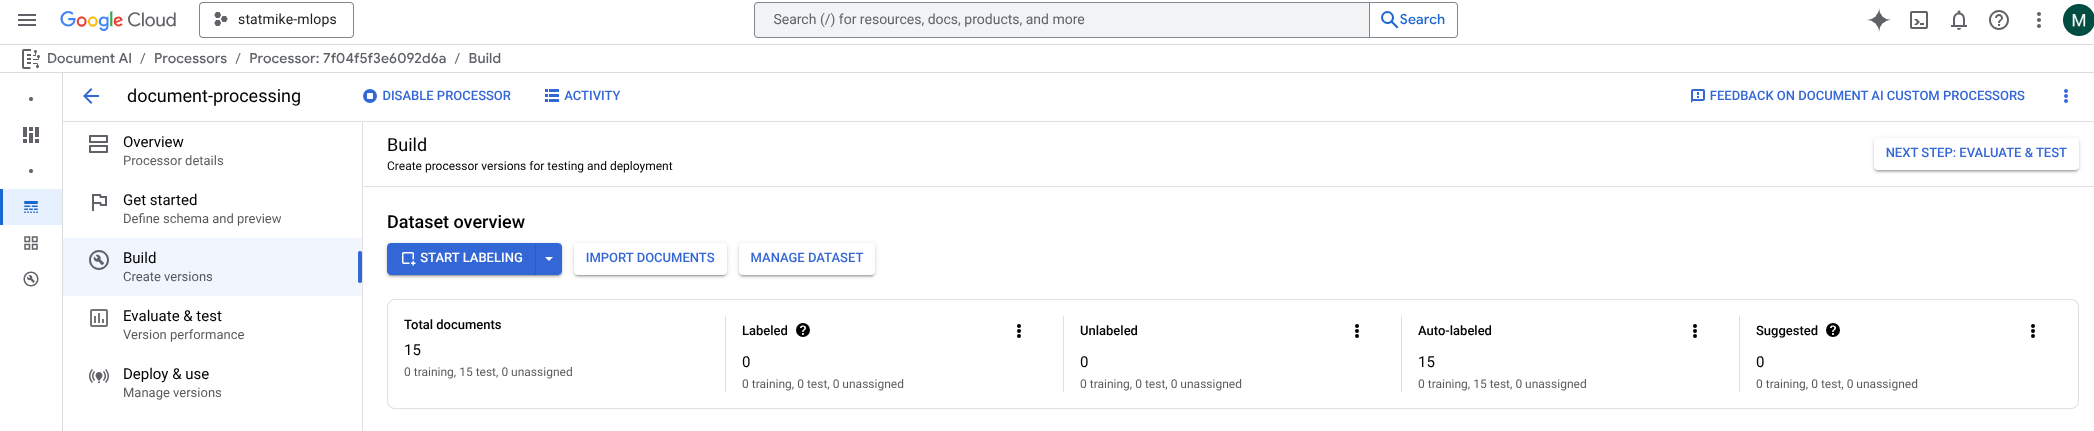 Google Cloud
statmike-mlops
Search (/) for resources, docs, products, and more
Search
M
Document AI / Processors / Processor: 7f04f5f3e6092d6a / Build
document-processing
DISABLE PROCESSOR
ACTIVITY
FEEDBACK ON DOCUMENT AI CUSTOM PROCESSORS
Overview
Processor details
Get started
Define schema and preview
Build
Create versions
Evaluate & test
Version performance
Deploy & use
Manage versions
Build
Create processor versions for testing and deployment
NEXT STEP: EVALUATE & TEST
Dataset overview
START LABELING
IMPORT DOCUMENTS
MANAGE DATASET
Total documents
15
0 training, 15 test, 0 unassigned
Labeled
0
0 training, 0 test, 0 unassigned
Unlabeled
0
0 training, 0 test, 0 unassigned
Auto-labeled
15
0 training, 15 test, 0 unassigned
Suggested
0
0 training, 0 test, 0 unassigned